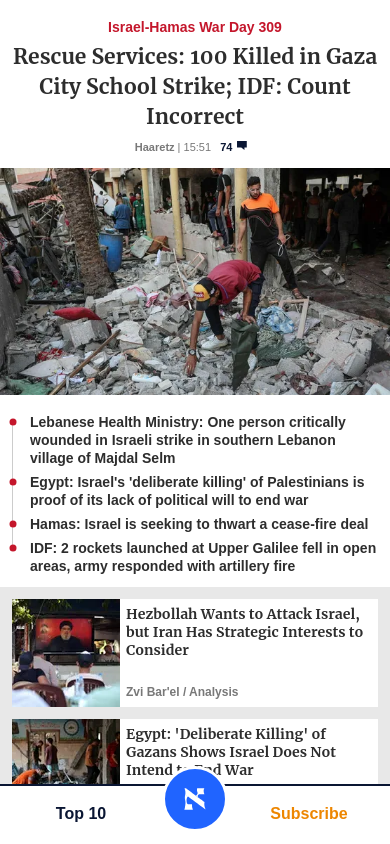 Israel-Hamas War Day 309
Rescue Services: 100 Killed in Gaza
City School Strike; IDF: Count
Incorrect
Haaretz | 15:51 74
Lebanese Health Ministry: One person critically
wounded in Israeli strike in southern Lebanon
village of Majdal Selm
Egypt: Israel's 'deliberate killing' of Palestinians is
proof of its lack of political will to end war
Hamas: Israel is seeking to thwart a cease-fire deal
IDF: 2 rockets launched at Upper Galilee fell in open
areas, army responded with artillery fire
Hezbollah Wants to Attack Israel,
but Iran Has Strategic Interests to
Consider
Zvi Bar'el / Analysis
Egypt: 'Deliberate Killing' of
Gazans Shows Israel Does Not
Intend to End War
Top 10
Subscribe